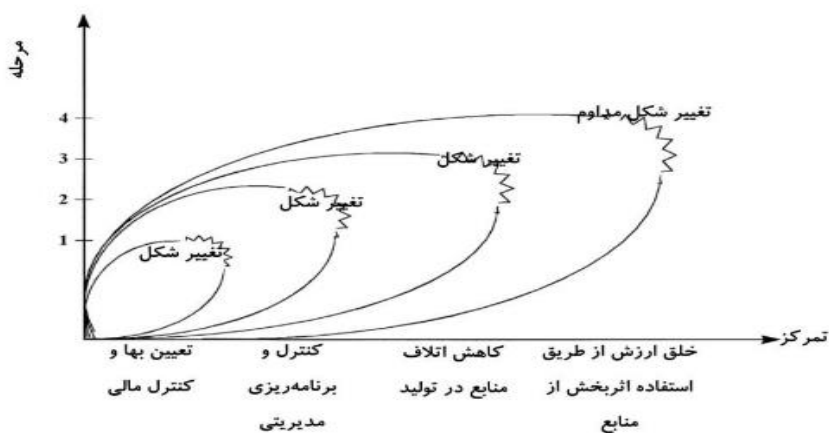 مرحله
4
تغییر شکل مداوم
3
تغییر شکل
2
تغییر شکل
1
تغییر شکل
تمرکز
تعیین بها و
کنترل مالی
کنترل و
برنامه‌ریزی
مدیریتی
کاهش اتلاف
منابع در تولید
خلق ارزش از طریق
استفاده اثربخش از
منابع